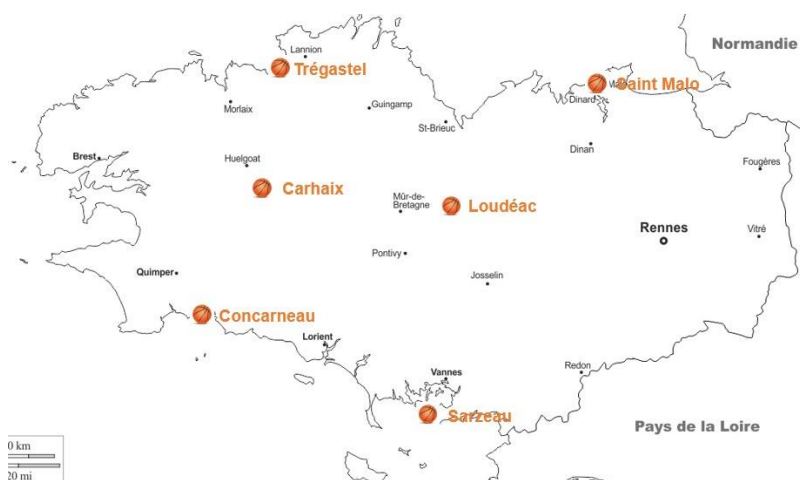 Normandie
Lannion
Trégastel
Saint Malo
Dinard
Guingamp
Morlaix
St-Brieuc
Dinan
Brest
Huelgoat
Fougères
Carhaix
Mûr-de-
Bretagne
Loudéac
Rennes
Vitré
Pontivy
Quimper
Josselin
Concarneau
Lorient
Redon
Vannes
Sarzeau
Pays de la Loire
0 km
20 mi